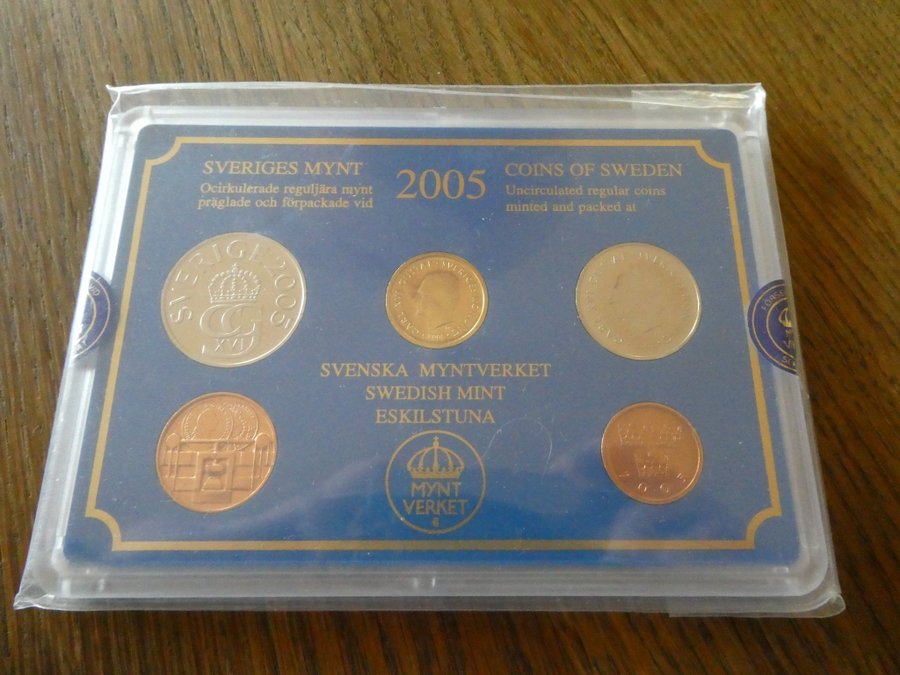 SVERIGES MYNT
Ocirkulerade reguljära mynt
präglade och förpackade vid
2005
COINS OF SWEDEN
Uncirculated regular coins
minted and packed at
SVERIGE 2005
XVI
SVENSKA MYNTVERKET
SWEDISH MINT
ESKILSTUNA
MYNT
VERKET